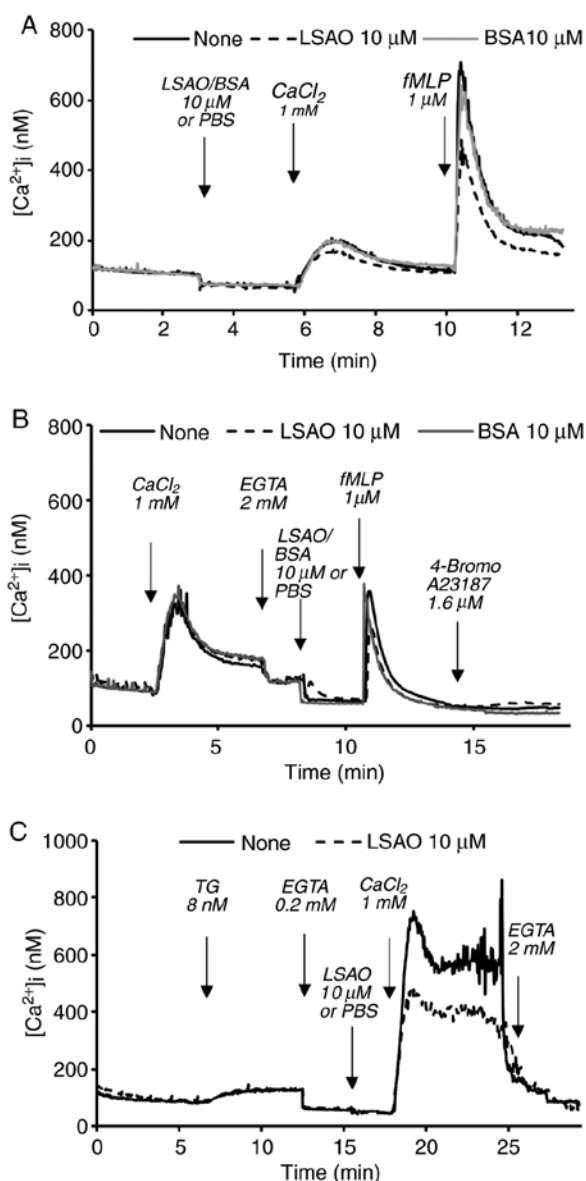 A
None LSAO 10 µM BSA10 µM
800
600
400
200
0
[Ca²⁺]i (nM)
LSAO/BSA
10 µM
or PBS
CaCl₂
1 mM
fMLP
1 µM
0 2 4 6 8 10 12
Time (min)
B
800
None LSAO 10 µM BSA 10 µM
600
400
200
0
[Ca²⁺]i (nM)
CaCl₂
1 mM
EGTA
2 mM
LSAO/
BSA
10 µM or
PBS
fMLP
1µM
4-Bromo
A23187
1.6 µM
0 5 10 15
Time (min)
C
1000
None LSAO 10 µM
800
600
400
200
0
[Ca²⁺]i (nM)
TG
8 nM
EGTA
0.2 mM
LSAO
10 µM
or PBS
CaCl₂
1 mM
EGTA
2 mM
0 5 10 15 20 25
Time (min)